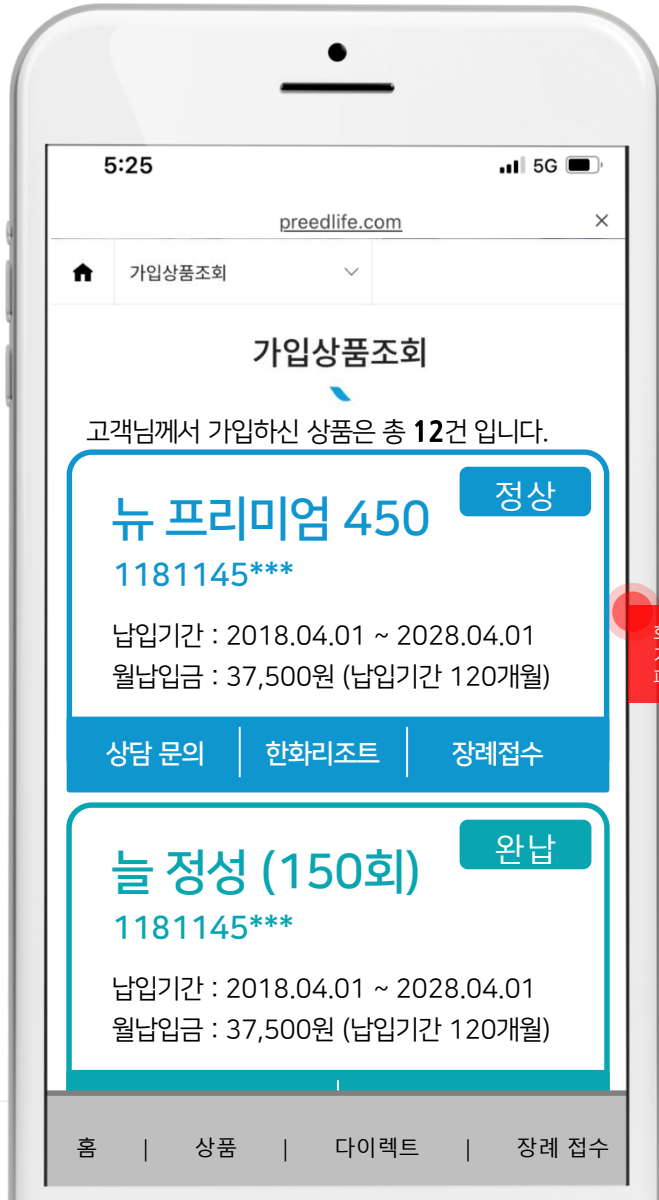 5:25
5G
preedlife.com ×
가입상품조회
가입상품조회
고객님께서 가입하신 상품은 총 12건 입니다.
정상
뉴 프리미엄 450
1181145***
납입기간 : 2018.04.01 ~ 2028.04.01
월납입금 : 37,500원 (납입기간 120개월)
상담 문의 한화리조트 장례접수
완납
늘 정성 (150회)
1181145***
납입기간 : 2018.04.01 ~ 2028.04.01
월납입금 : 37,500원 (납입기간 120개월)
홈 | 상품 | 다이렉트 | 장례 접수